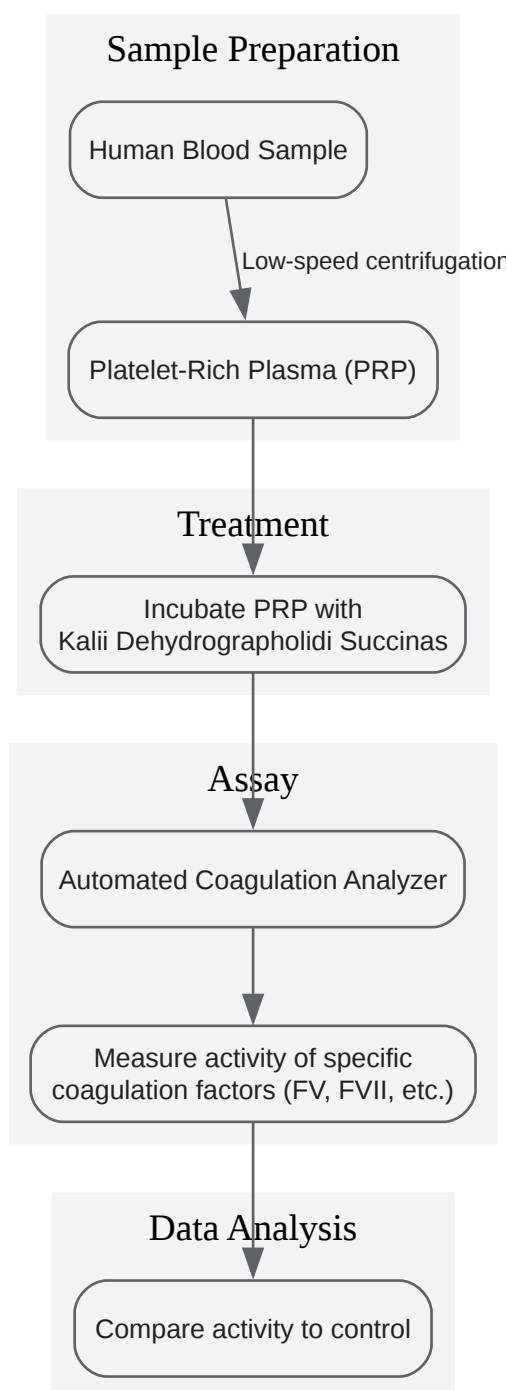 Sample Preparation
Human Blood Sample
Low-speed centrifugation
Platelet-Rich Plasma (PRP)
Treatment
Incubate PRP with
Kalii Dehydrographolidi Succinas
Assay
Automated Coagulation Analyzer
Measure activity of specific
coagulation factors (FV, FVII, etc.)
Data Analysis
Compare activity to control